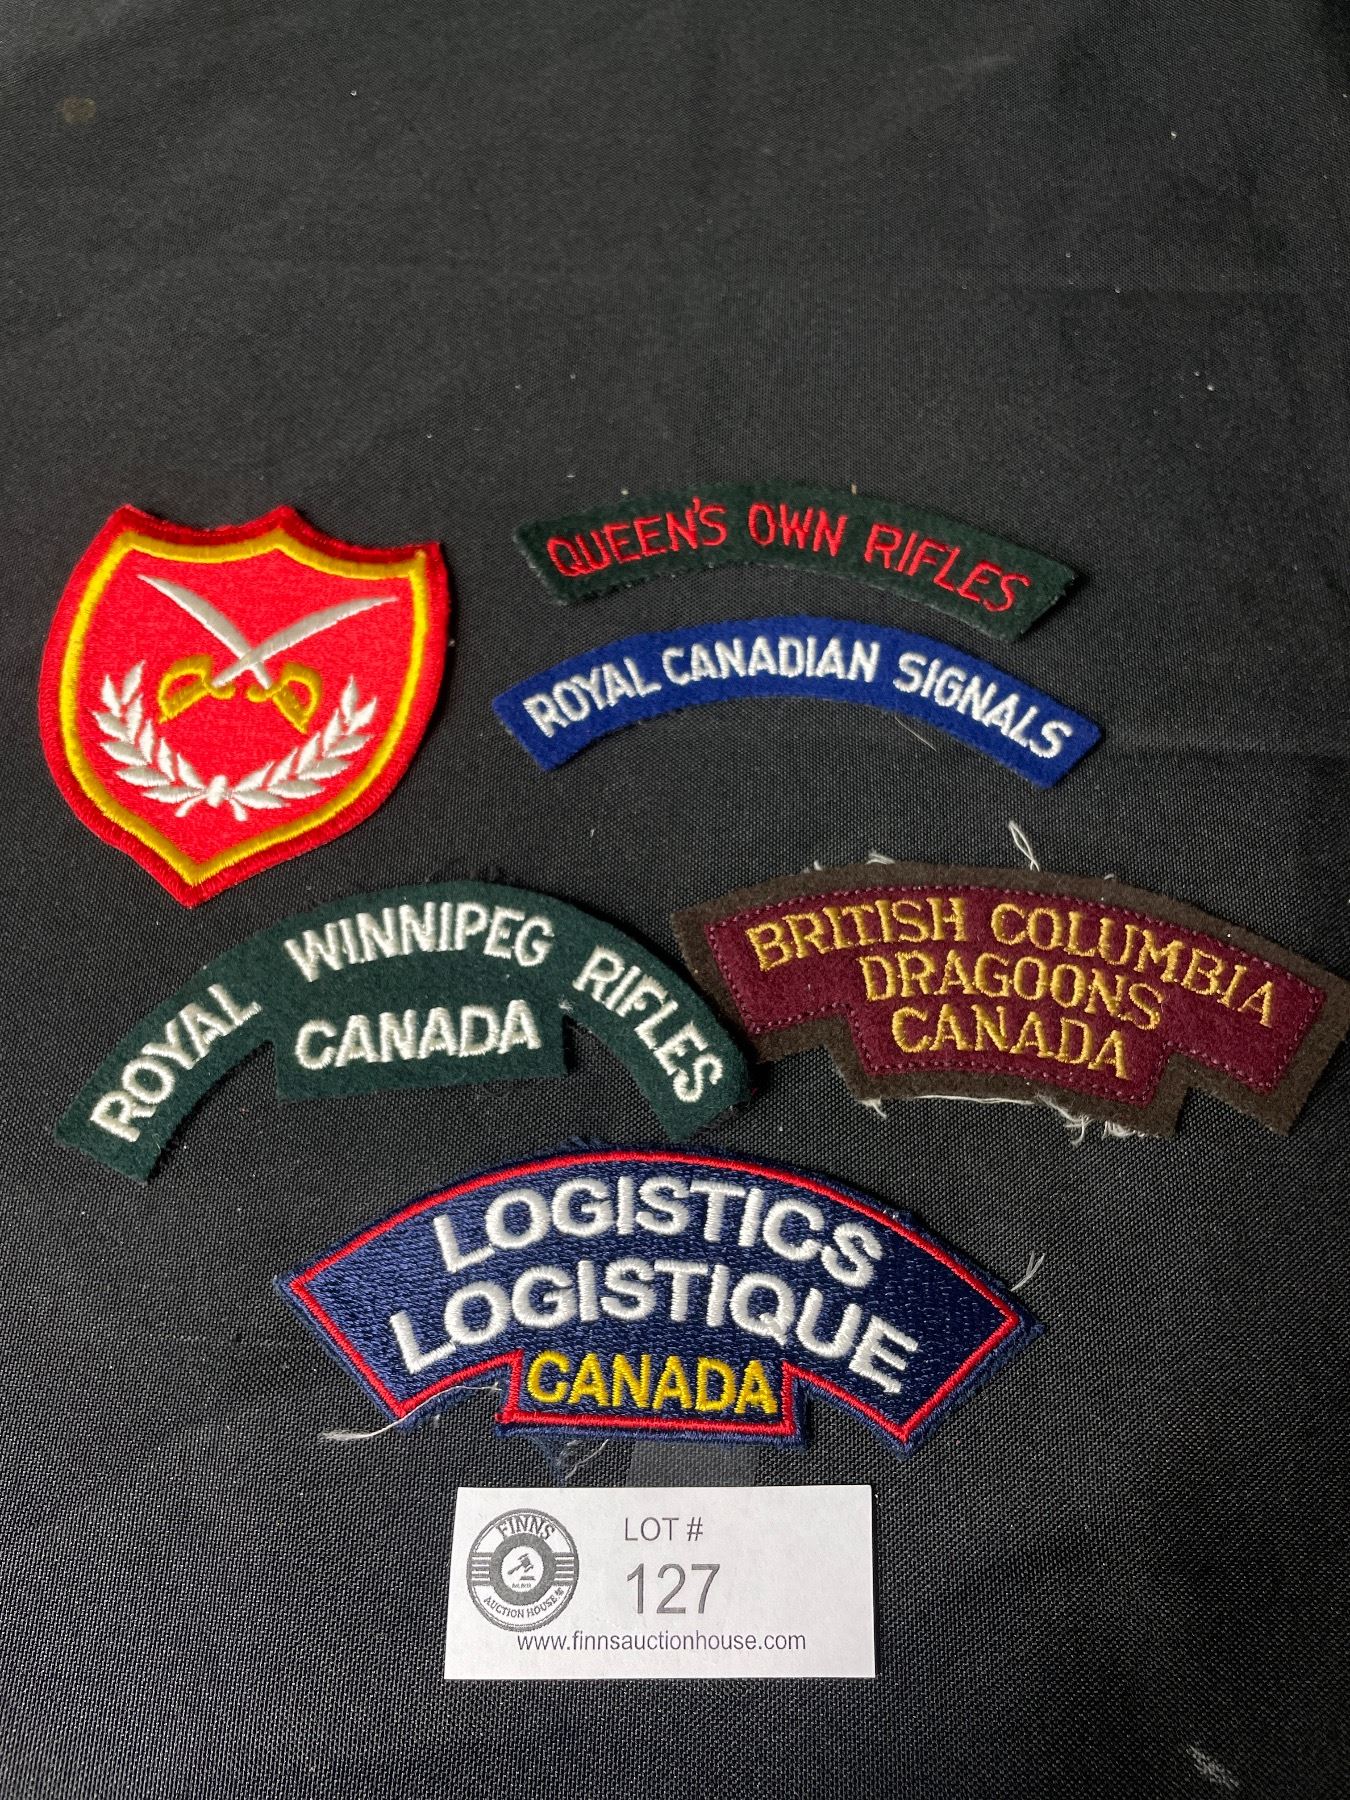 QUEEN'S OWN RIFLES
ROYAL CANADIAN SIGNALS
ROYAL WINNIPEG RIFLES
CANADA
BRITISH COLUMBIA
DRAGOONS
CANADA
LOGISTICS
LOGISTIQUE
CANADA
FINNS
AUCTION HOUSE
LOT #
127
www.finnsauctionhouse.com